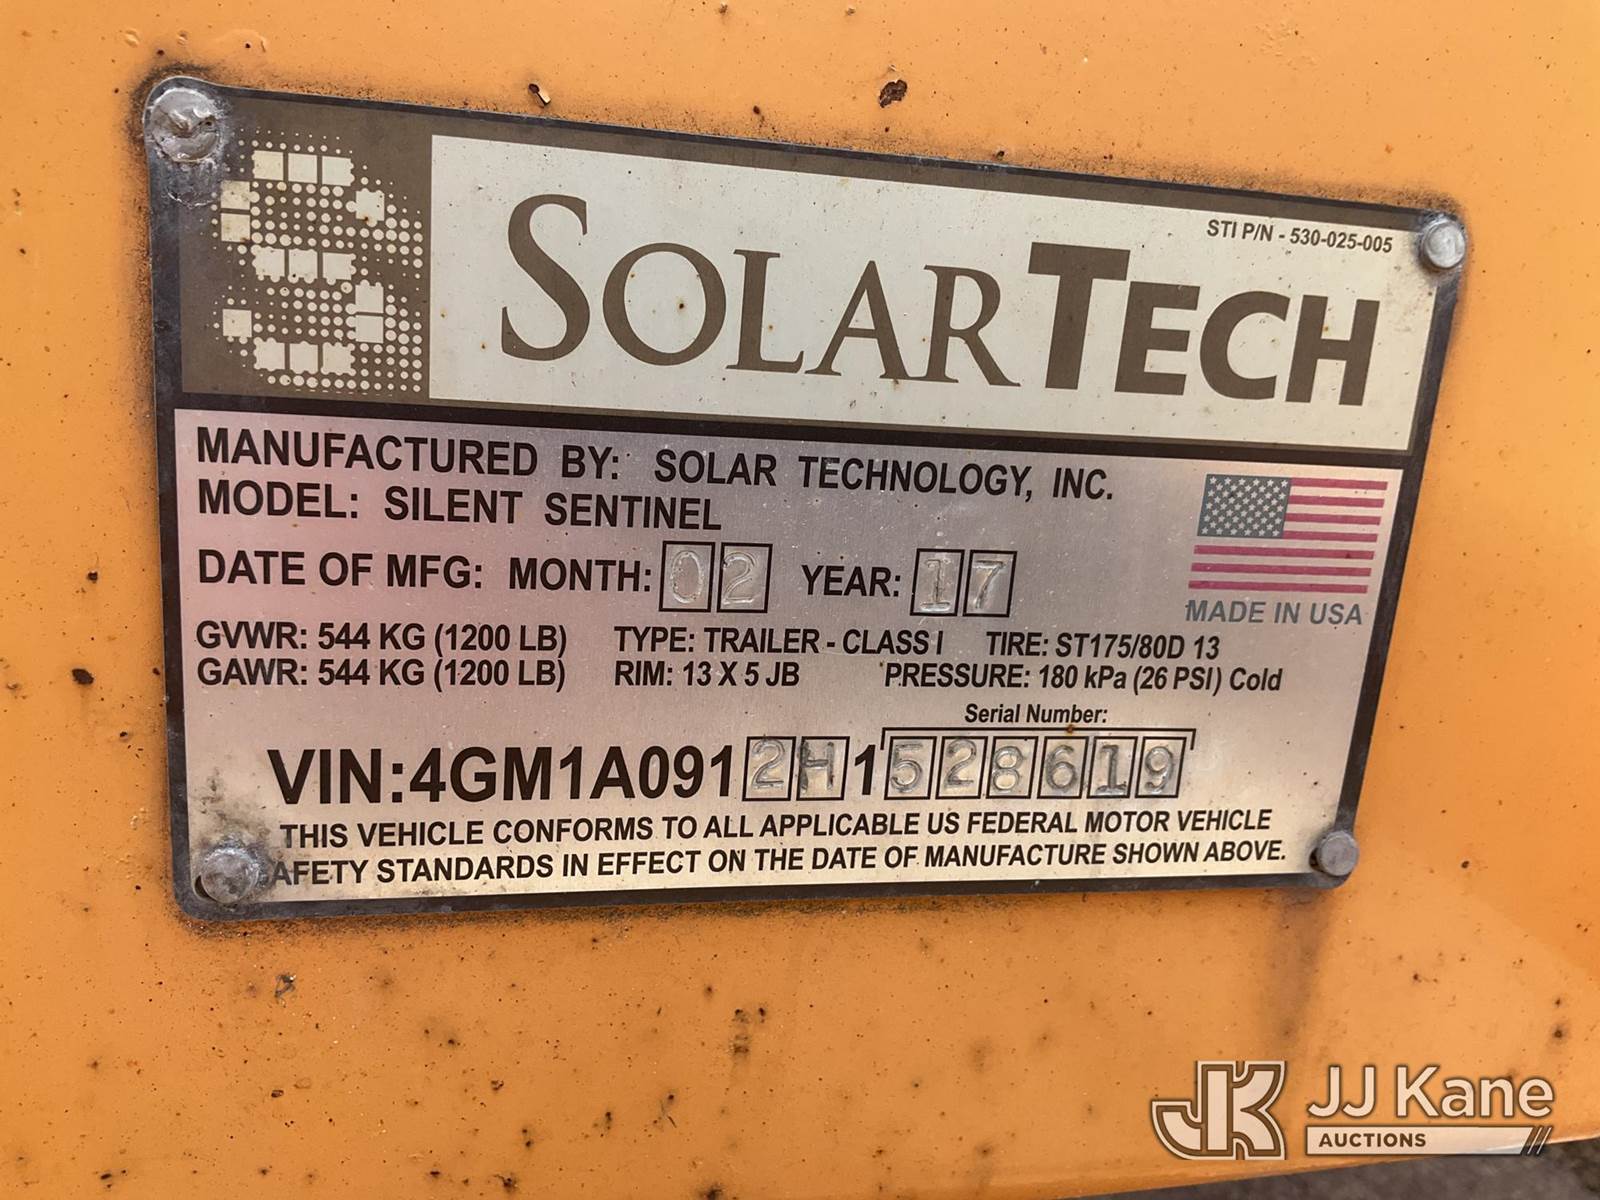 STI P/N - 530-025-005
SOLARTECH
MANUFACTURED BY: SOLAR TECHNOLOGY, INC.
MODEL: SILENT SENTINEL
DATE OF MFG: MONTH: 02 YEAR: 17
MADE IN USA
GVWR: 544 KG (1200 LB) TYPE: TRAILER - CLASS I TIRE: ST175/80D 13
GAWR: 544 KG (1200 LB) RIM: 13 X 5 JB PRESSURE: 180 kPa (26 PSI) Cold
Serial Number:
VIN:4GM1A0912H1528619
THIS VEHICLE CONFORMS TO ALL APPLICABLE US FEDERAL MOTOR VEHICLE
AFETY STANDARDS IN EFFECT ON THE DATE OF MANUFACTURE SHOWN ABOVE.
JK JJ Kane
AUCTIONS